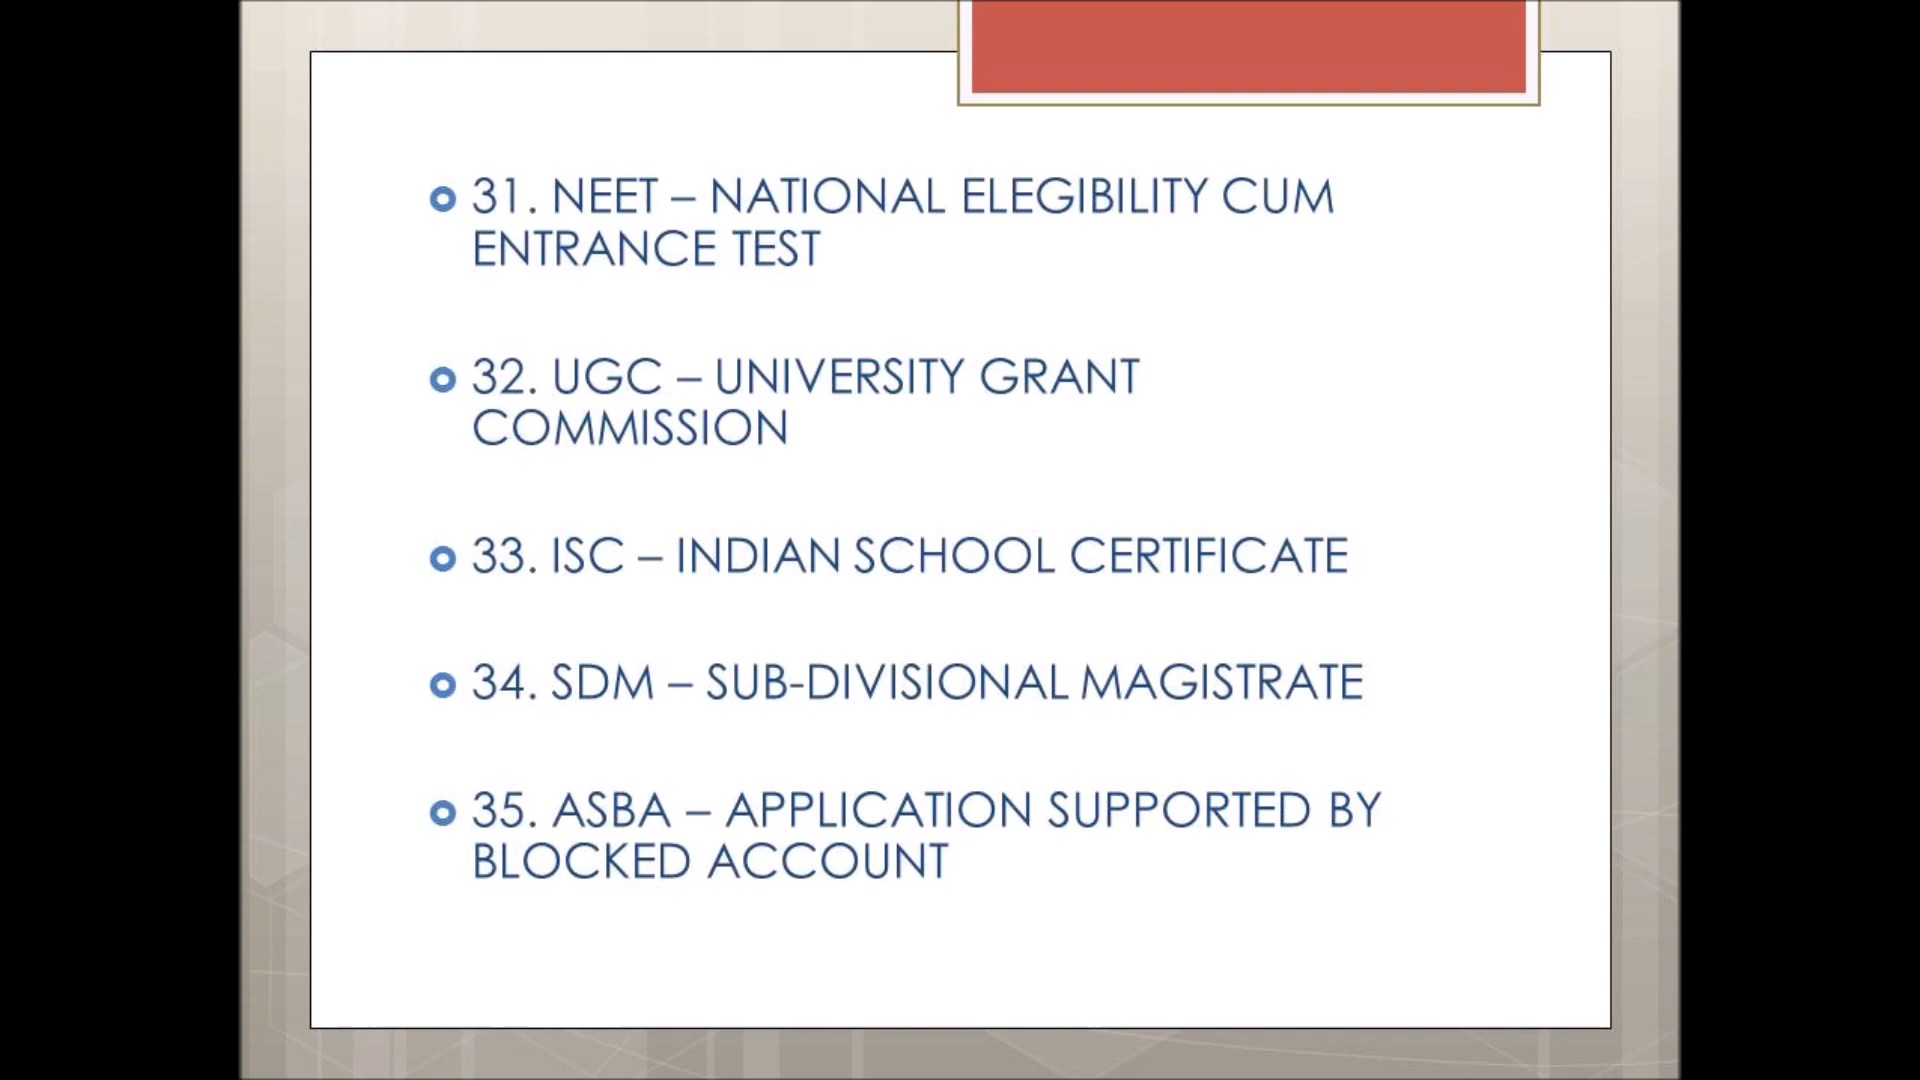 31. NEET – NATIONAL ELEGIBILITY CUM
ENTRANCE TEST
32. UGC – UNIVERSITY GRANT
COMMISSION
33. ISC – INDIAN SCHOOL CERTIFICATE
34. SDM – SUB-DIVISIONAL MAGISTRATE
35. ASBA – APPLICATION SUPPORTED BY
BLOCKED ACCOUNT